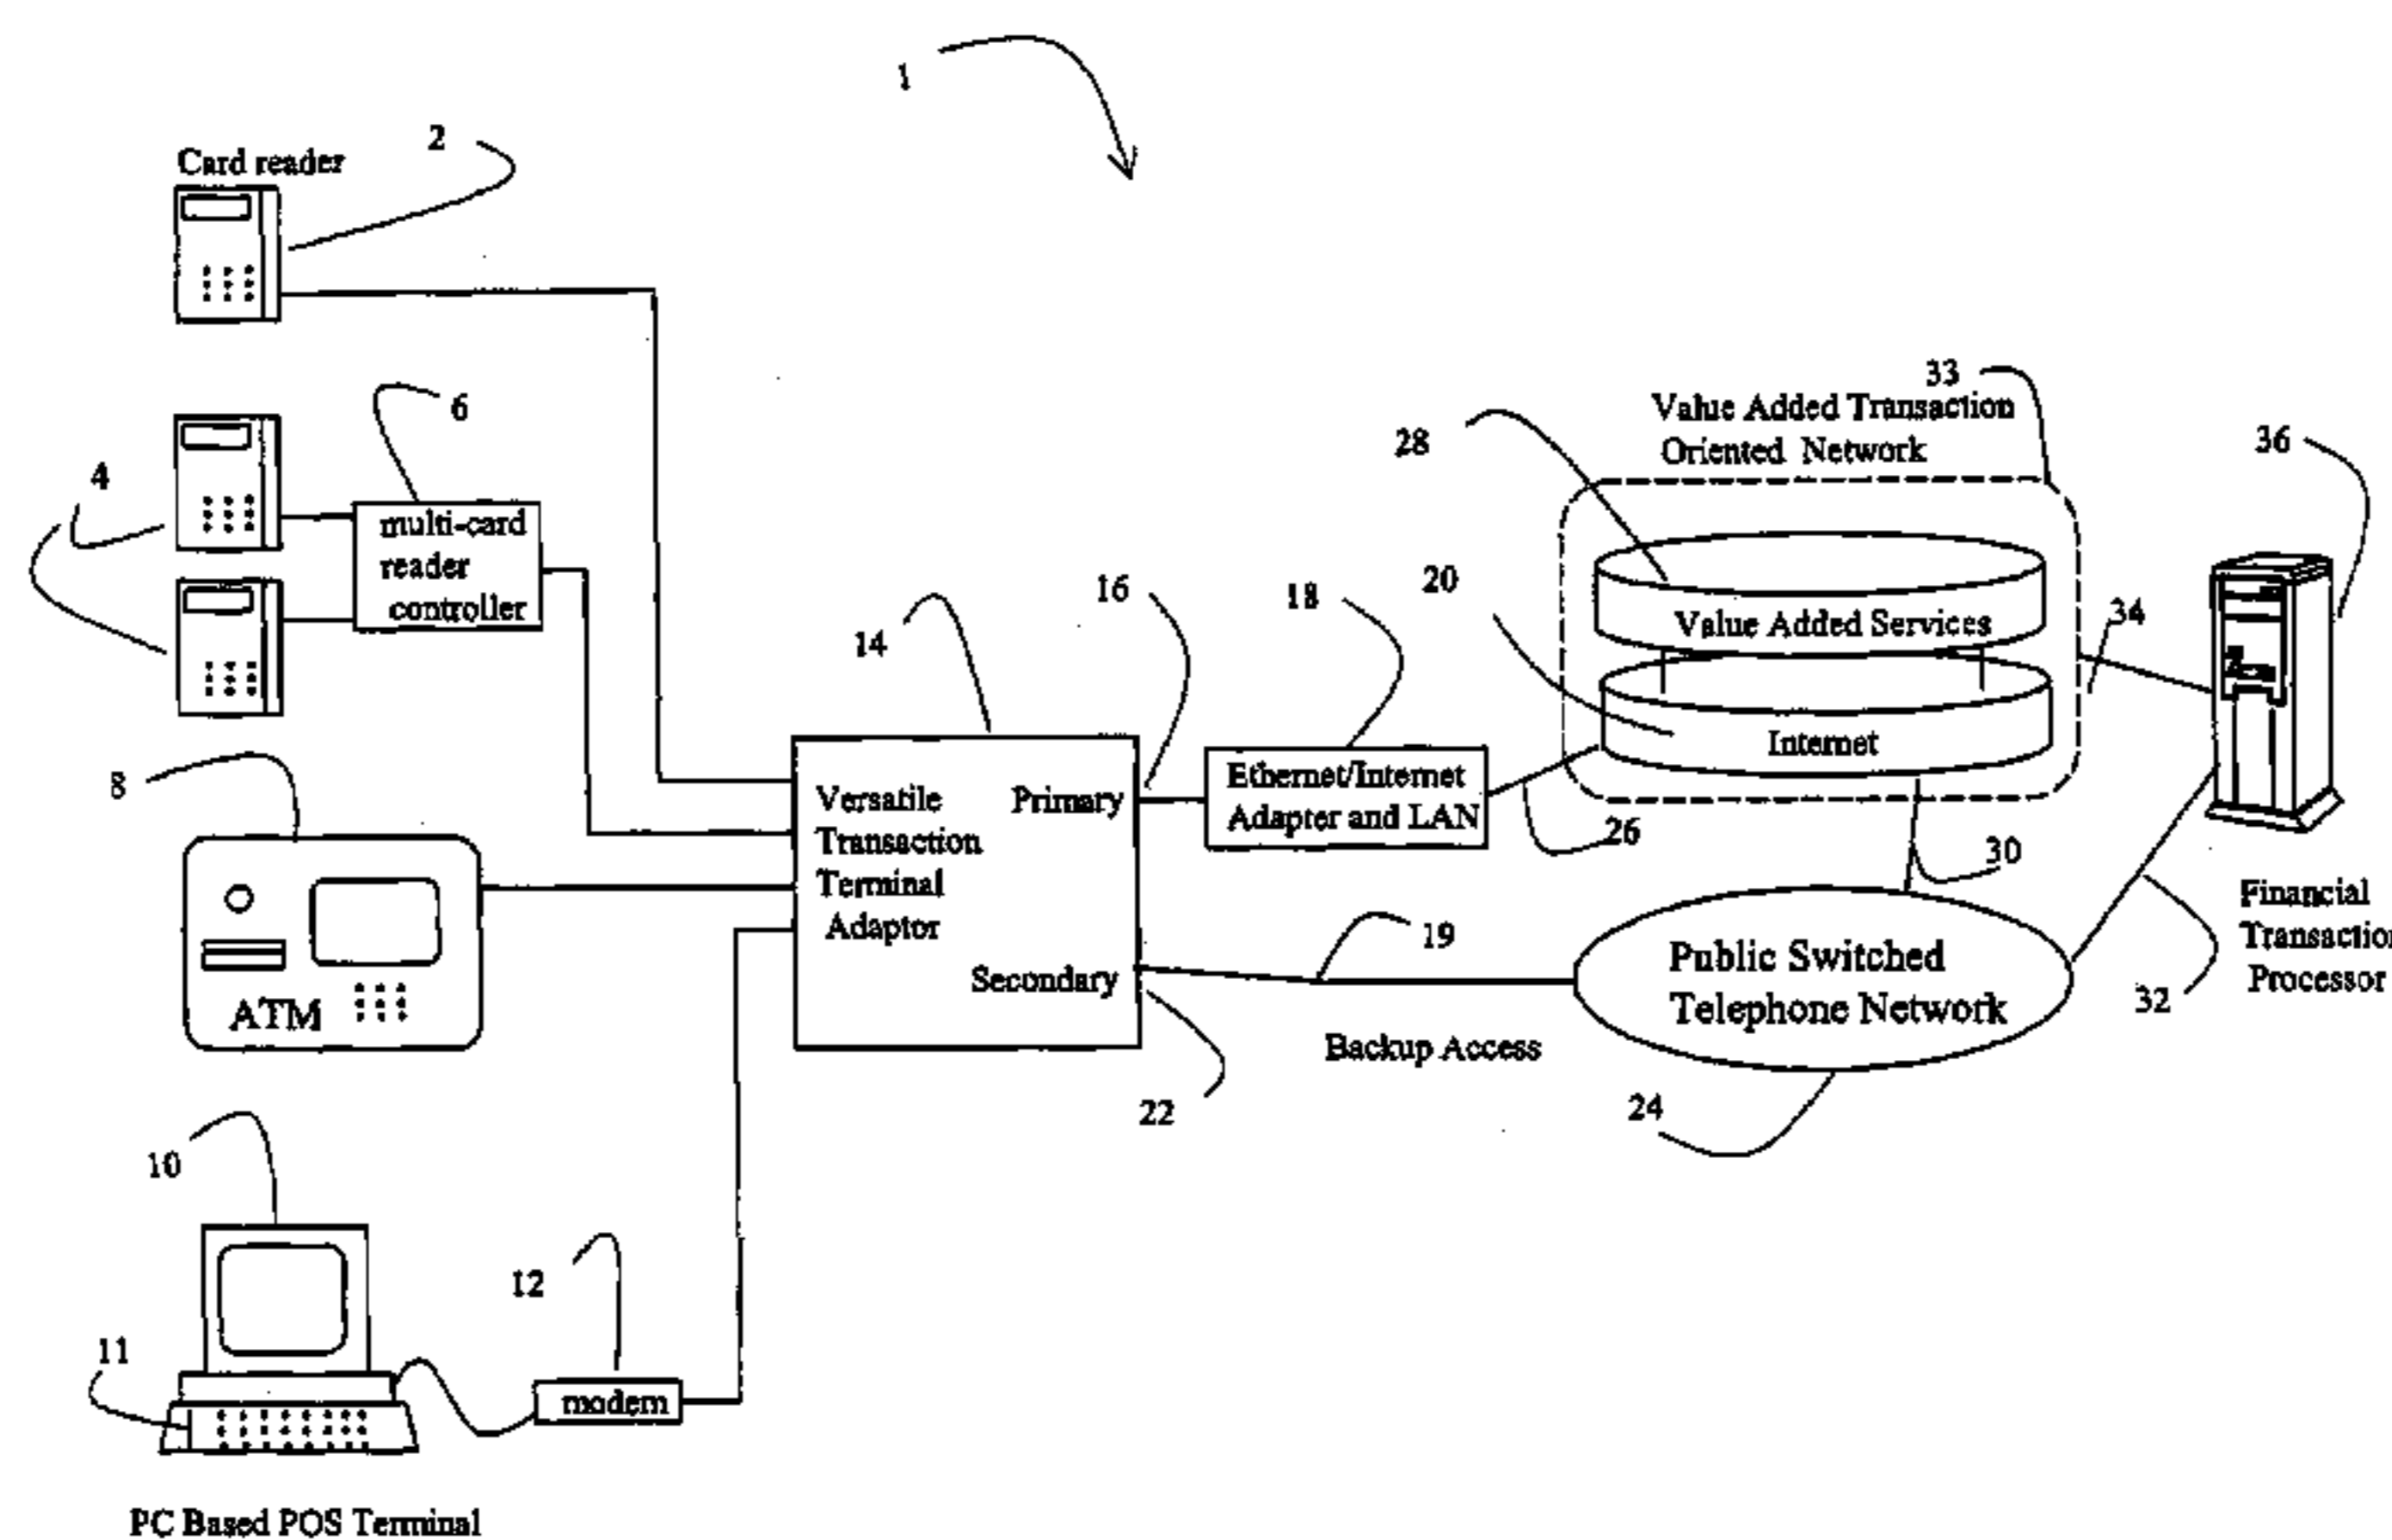 1
2
Card reader
33
Value Added Transaction
Oriented Network
6
28
36
4
multi-card
reader
controller
16
20
18
Value Added Services
34
14
Internet
8
Versatile
Transaction
Terminal
Adaptor
Primary
Secondary
Ethernet/Internet
Adapter and LAN
26
30
Financial
Transaction
Processor
19
Public Switched
Telephone Network
32
ATM
Backup Access
22
24
10
12
11
modem
PC Based POS Terminal